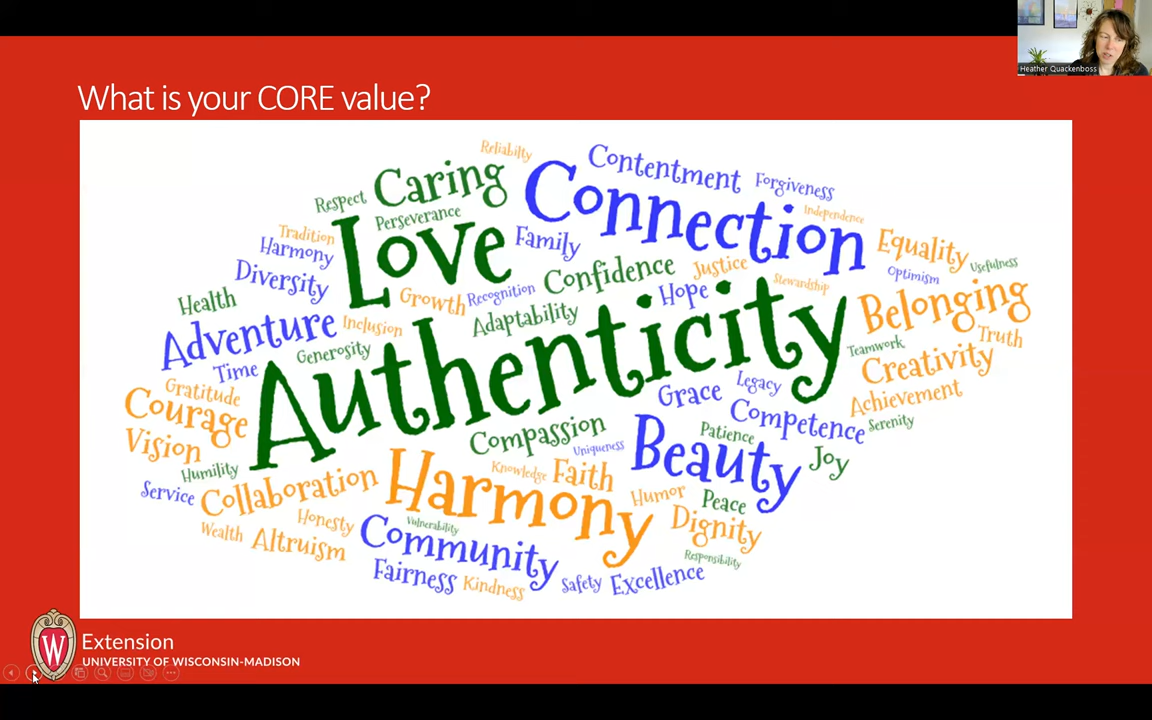 Heather Quackenboss
What is your CORE value?
Reliabilty
Contentment
Caring
Connection
Forgiveness
Respect
Perseverance
Independence
Love
Family
Tradition
Harmony
Equality
Usefulness
Diversity
Confidence
Justice
Optimism
Stewardship
Health
Growth
Recognition
Hope
Belonging
Adventure
Inclusion
Adaptability
Generosity
Authenticity
Truth
Teamwork
Time
Creativity
Gratitude
Grace
Legacy
Achievement
Courage
Competence
Serenity
Compassion
Patience
Vision
Uniqueness
Beauty
Joy
Humility
Knowledge
Faith
Service
Collaboration
Harmony
Humor
Peace
Honesty
Vulnerability
Dignity
Wealth
Altruism
Community
Responsibility
Fairness
Kindness
Safety
Excellence
W
Extension
UNIVERSITY OF WISCONSIN-MADISON